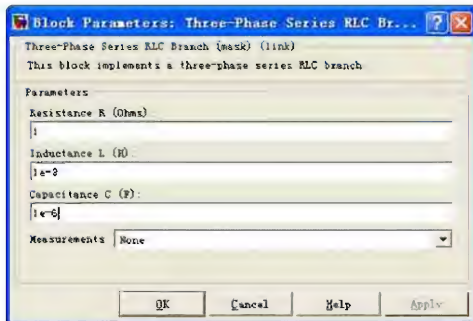 Block Parameters: Three-Phase Series RLC Br...
Three-Phase Series RLC Branch (mask) (link)
This block implements a three-phase series RLC branch
Parameters
Resistance R (Ohms):
1
Inductance L (H):
1e-3
Capacitance C (F):
1e-6
Measurements None
OK Cancel Help Apply